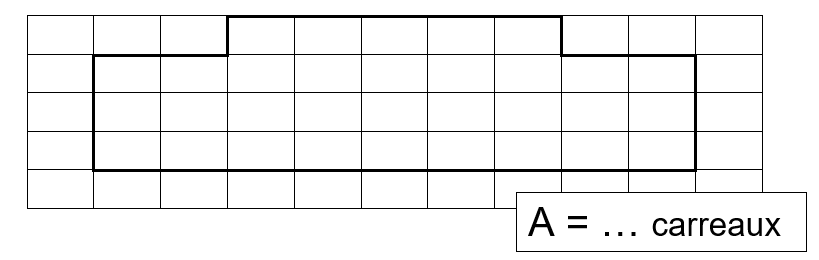 A = … carreaux